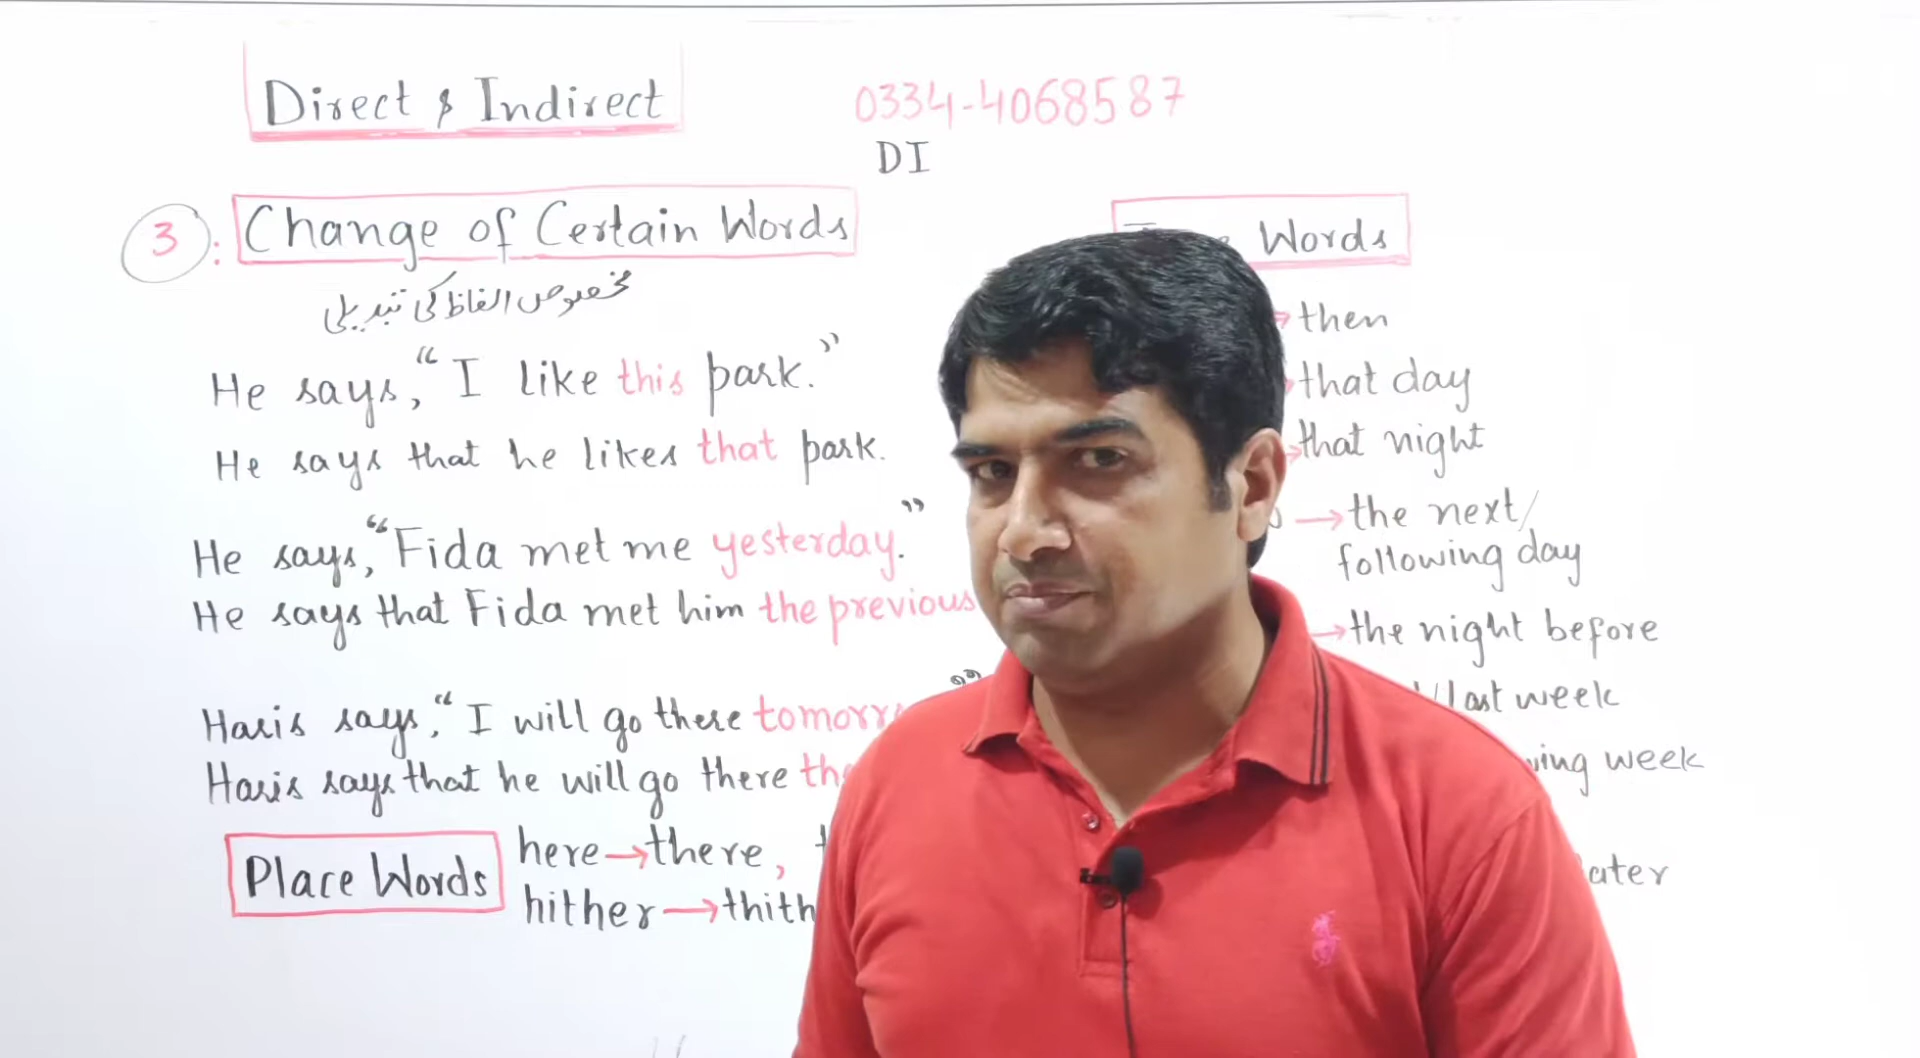 Direct & Indirect
0334-4068587
DI
3: Change of Certain Words
مخصوص الفاظ کی تبدیلی
He says, “I like this park.”
He says that he likes that park.
He says, “Fida met me yesterday.”
He says that Fida met him the previous
Haris says, “I will go there
Haris says that he will go there
Place Words
here→there,
hither→
Words
→then
→that day
→that night
→the next/
following day
→the night before
/last week
week